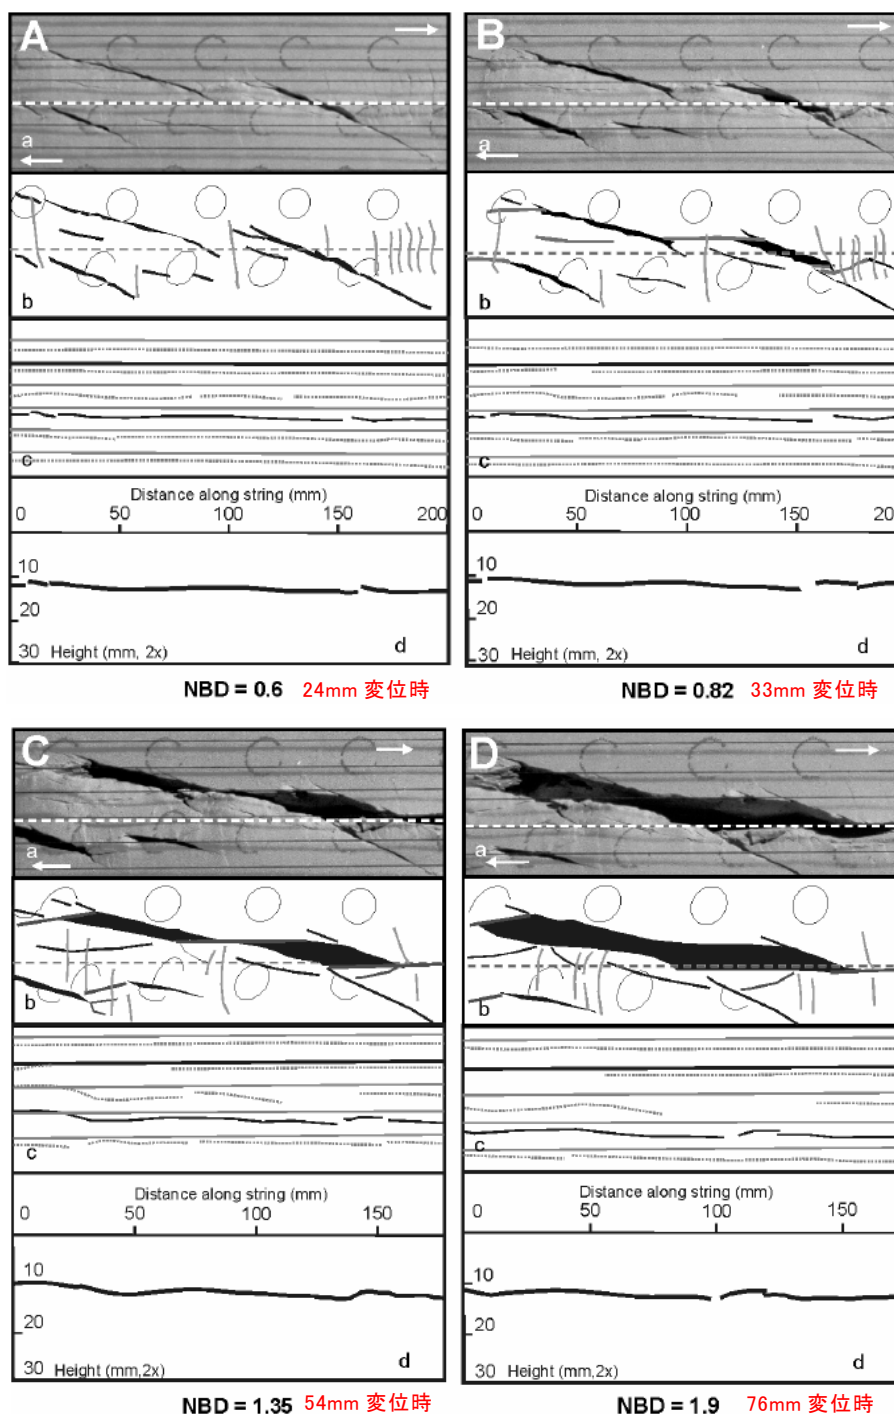 A
a
b
c
Distance along string (mm)
0 50 100 150 200
10
20
30 Height (mm, 2x) d
NBD = 0.6 24mm 変位時
B
a
b
c
Distance along string (mm)
0 50 100 150 20
10
20
30 Height (mm, 2x) d
NBD = 0.82 33mm 変位時
C
a
b
c
Distance along string (mm)
0 50 100 150
10
20
30 Height (mm,2x) d
NBD = 1.35 54mm 変位時
D
a
b
c
Distance along string (mm)
0 50 100 150
10
20
30 Height (mm,2x) d
NBD = 1.9 76mm 変位時